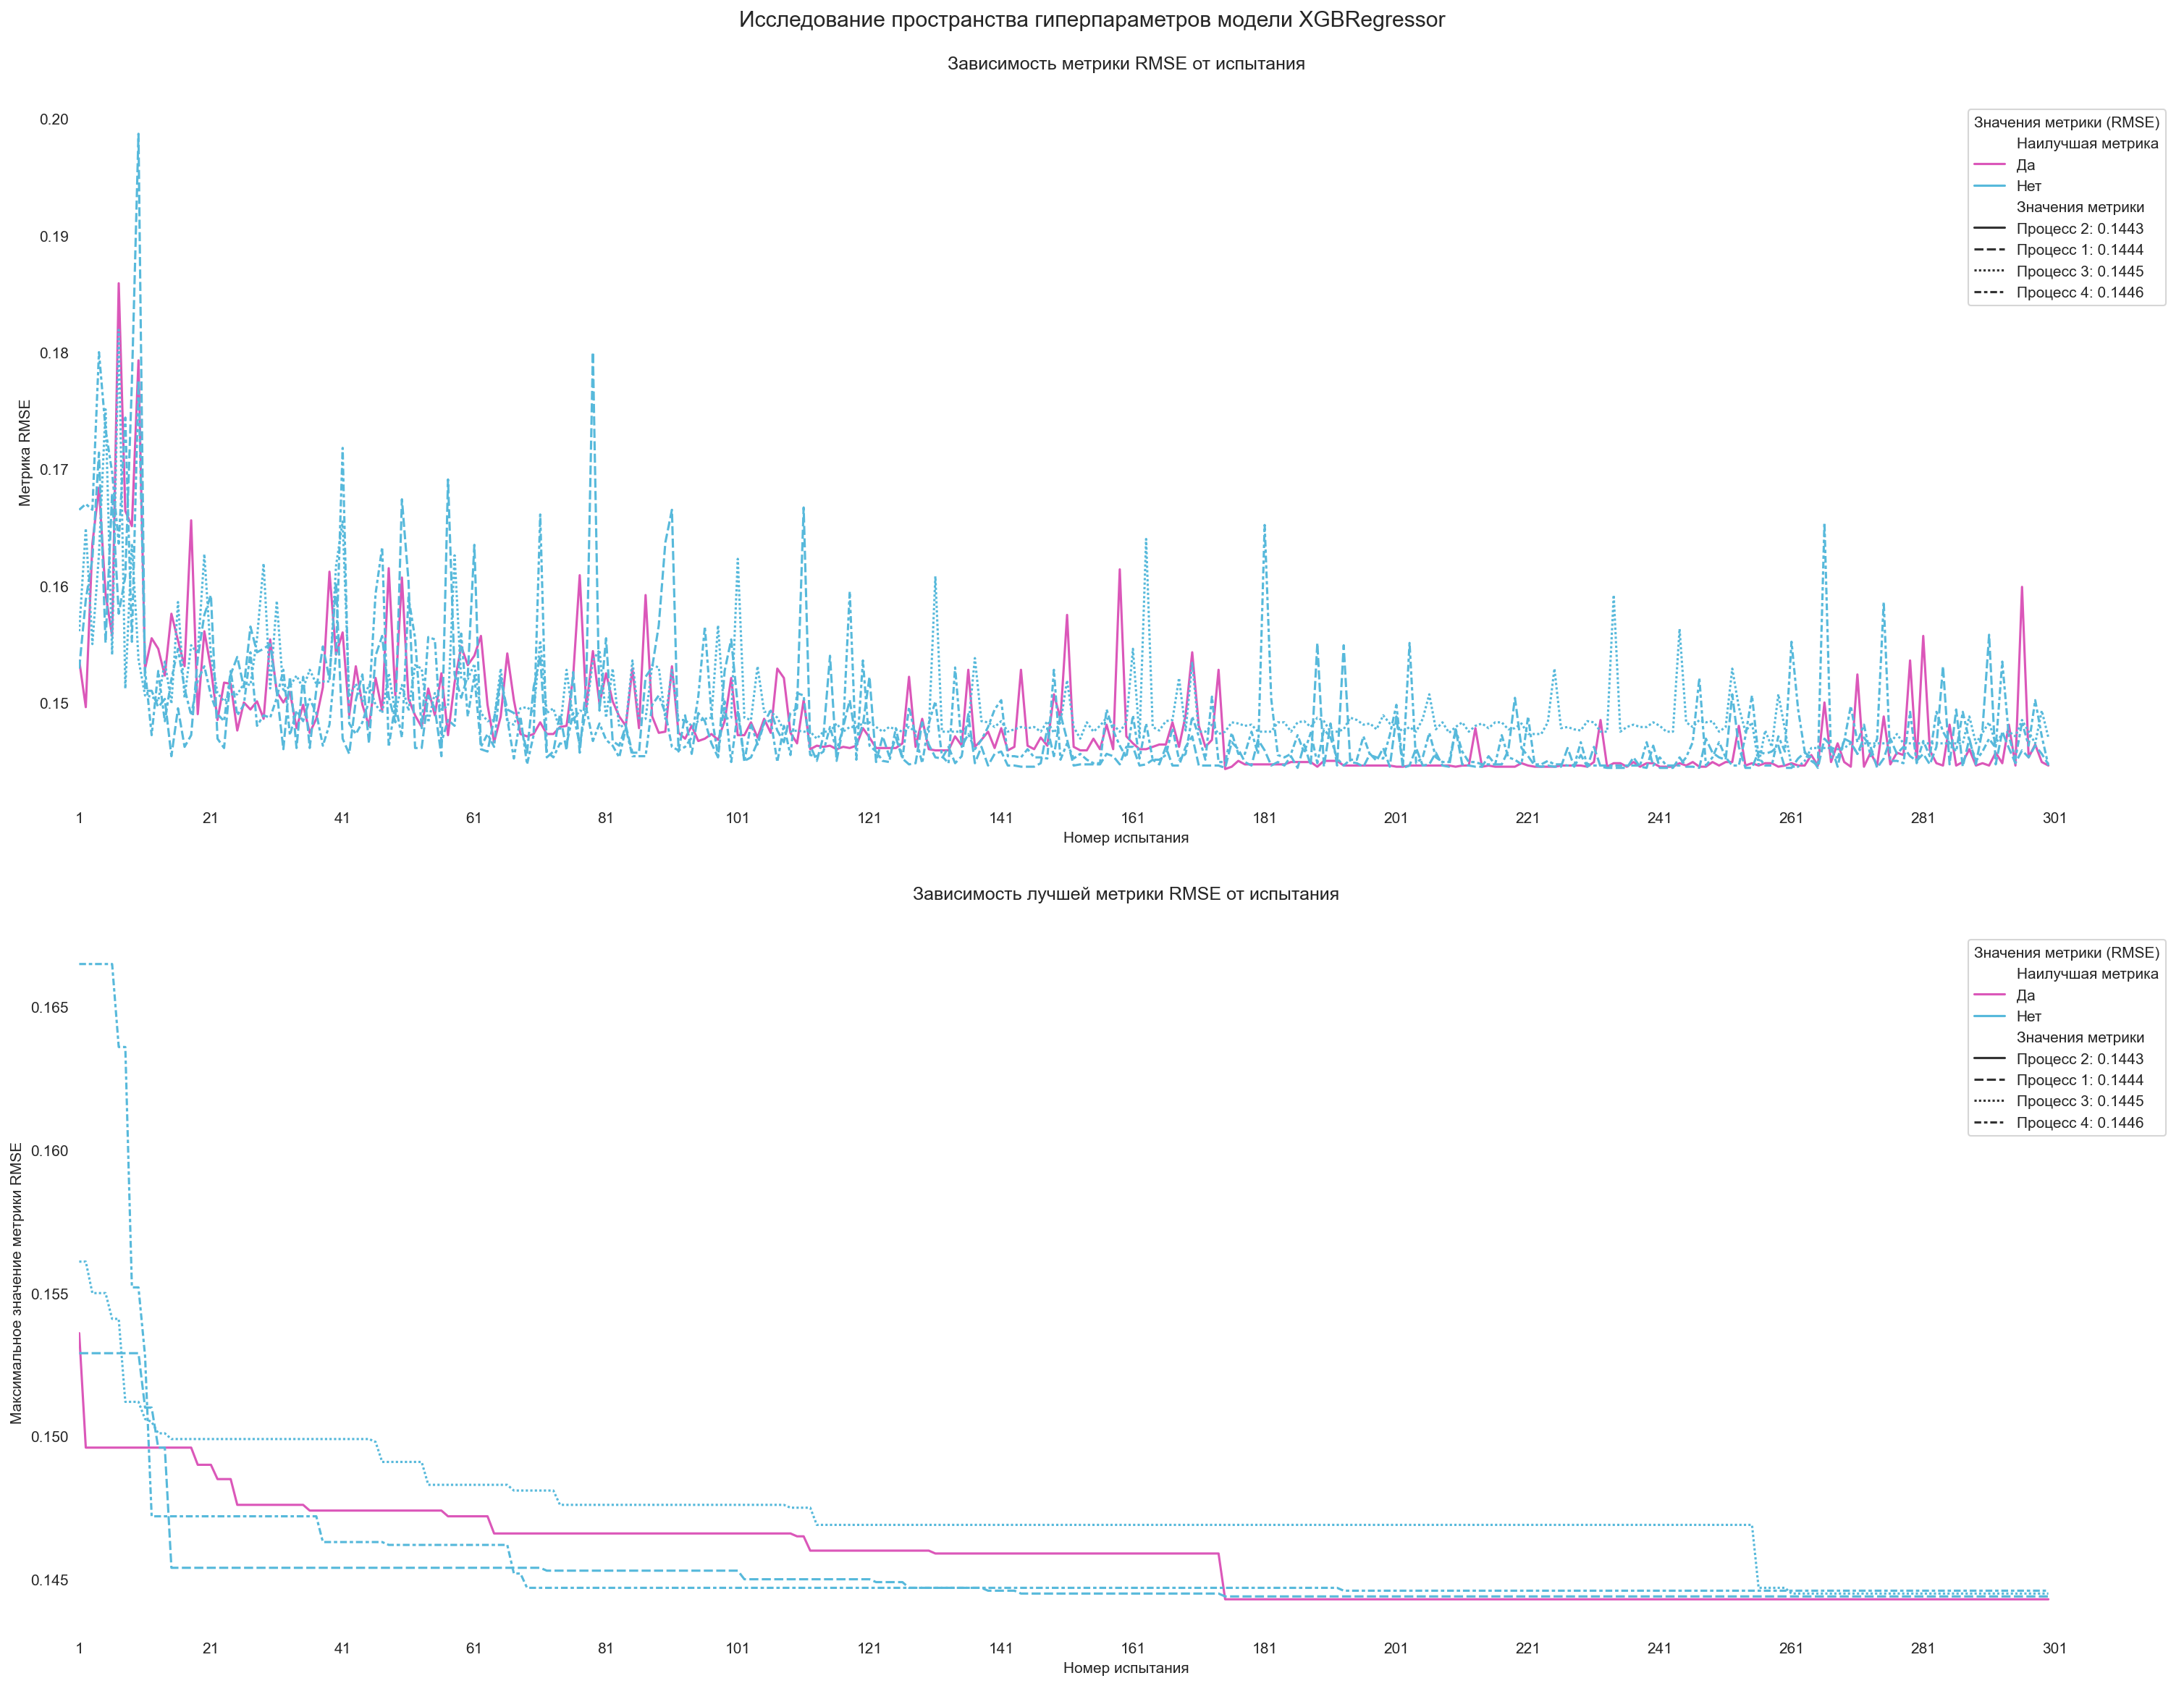 Исследование пространства гиперпараметров модели XGBRegressor
Зависимость метрики RMSE от испытания
Метрика RMSE
0.20
0.19
0.18
0.17
0.16
0.15
1 21 41 61 81 101 121 141 161 181 201 221 241 261 281 301
Номер испытания
Значения метрики (RMSE)
Наилучшая метрика
Да
Нет
Значения метрики
Процесс 2: 0.1443
Процесс 1: 0.1444
Процесс 3: 0.1445
Процесс 4: 0.1446
Зависимость лучшей метрики RMSE от испытания
Максимальное значение метрики RMSE
0.165
0.160
0.155
0.150
0.145
1 21 41 61 81 101 121 141 161 181 201 221 241 261 281 301
Номер испытания
Значения метрики (RMSE)
Наилучшая метрика
Да
Нет
Значения метрики
Процесс 2: 0.1443
Процесс 1: 0.1444
Процесс 3: 0.1445
Процесс 4: 0.1446